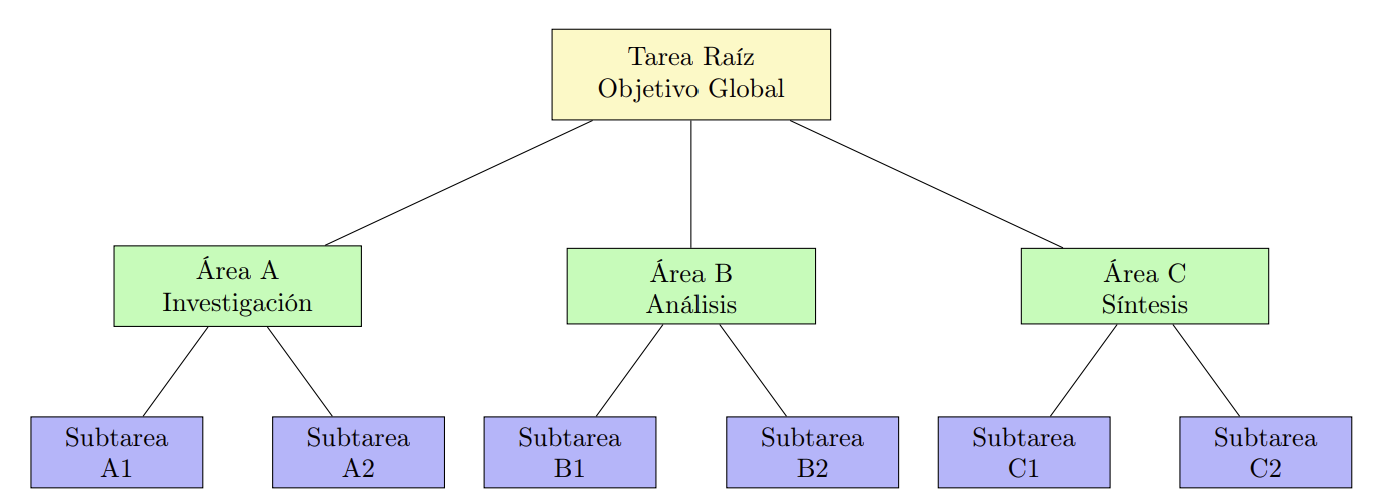 Tarea Raíz
Objetivo Global
Área A
Investigación
Área B
Análisis
Área C
Síntesis
Subtarea
A1
Subtarea
A2
Subtarea
B1
Subtarea
B2
Subtarea
C1
Subtarea
C2